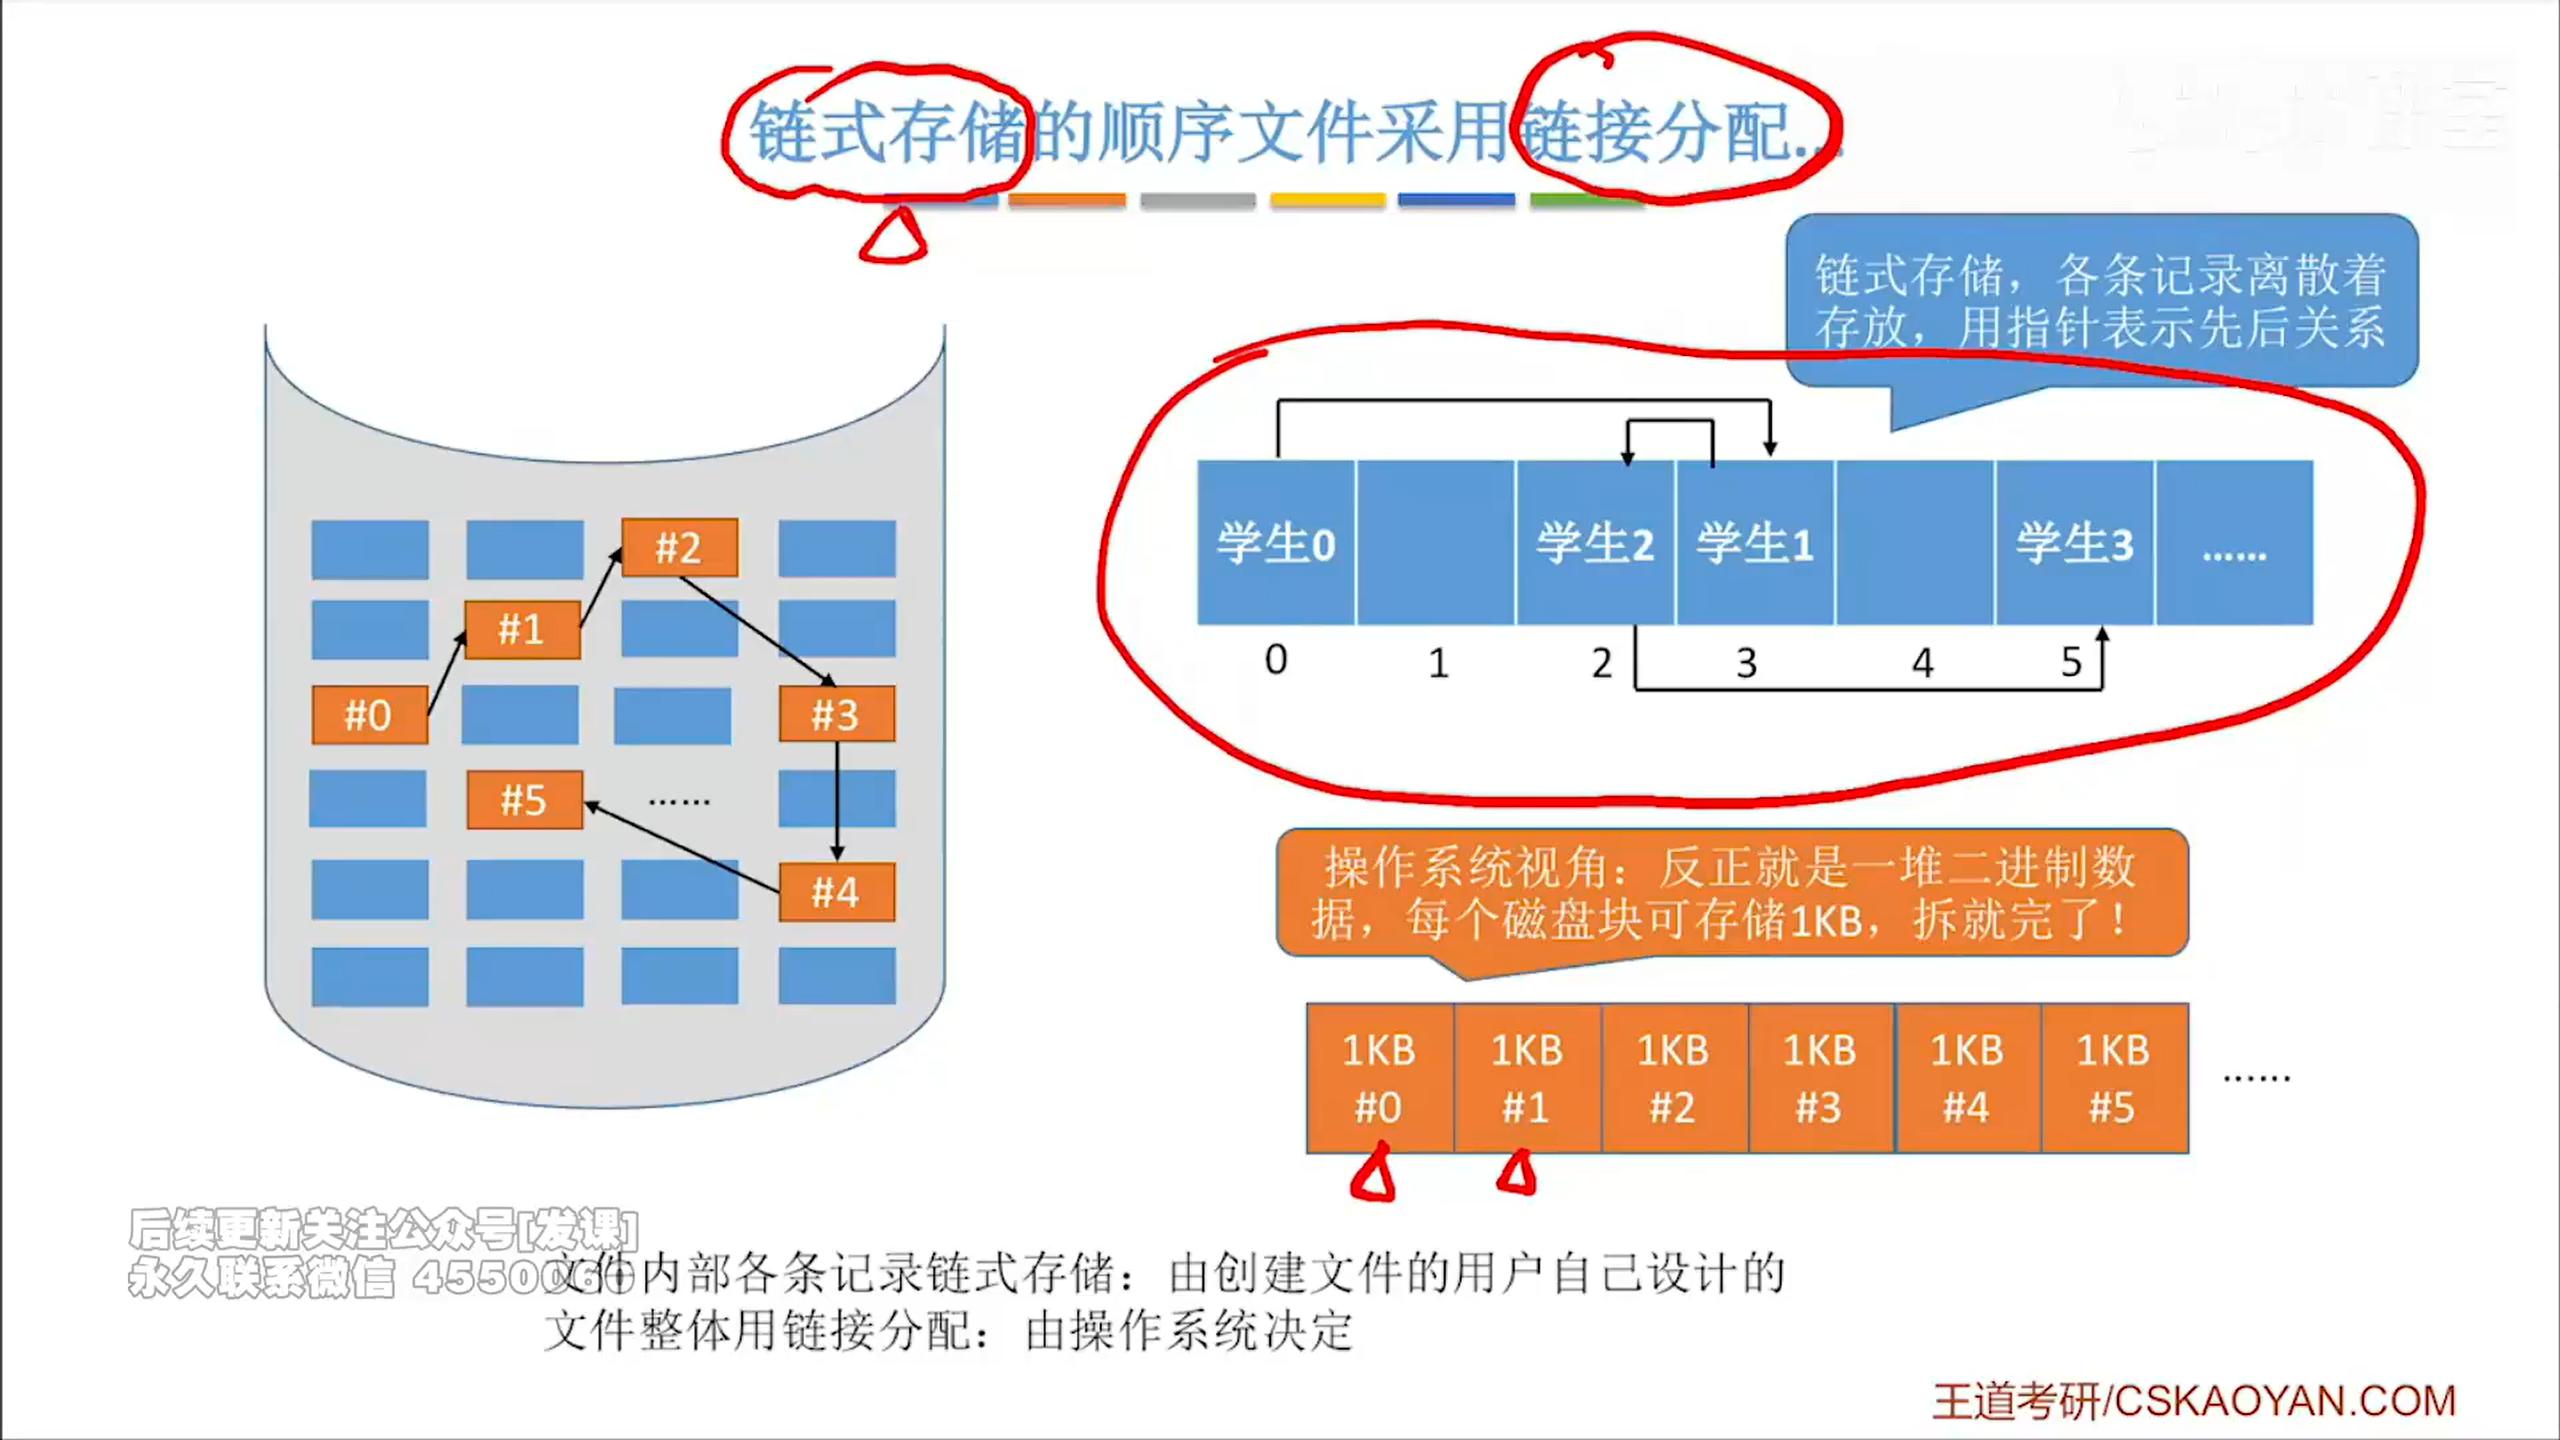 链式存储的顺序文件采用链接分配...
链式存储，各条记录离散着
存放，用指针表示先后关系
#2
#1
#0
#3
#5 ……
#4
学生0 学生2 学生1 学生3 ……
0 1 2 3 4 5
操作系统视角：反正就是一堆二进制数
据，每个磁盘块可存储1KB，拆就完了！
1KB 1KB 1KB 1KB 1KB 1KB
#0 #1 #2 #3 #4 #5 ……
后续更新关注公众号[发课]
永久联系微信
文件内部各条记录链式存储：由创建文件的用户自己设计的
文件整体用链接分配：由操作系统决定
王道考研/CSKAOYAN.COM